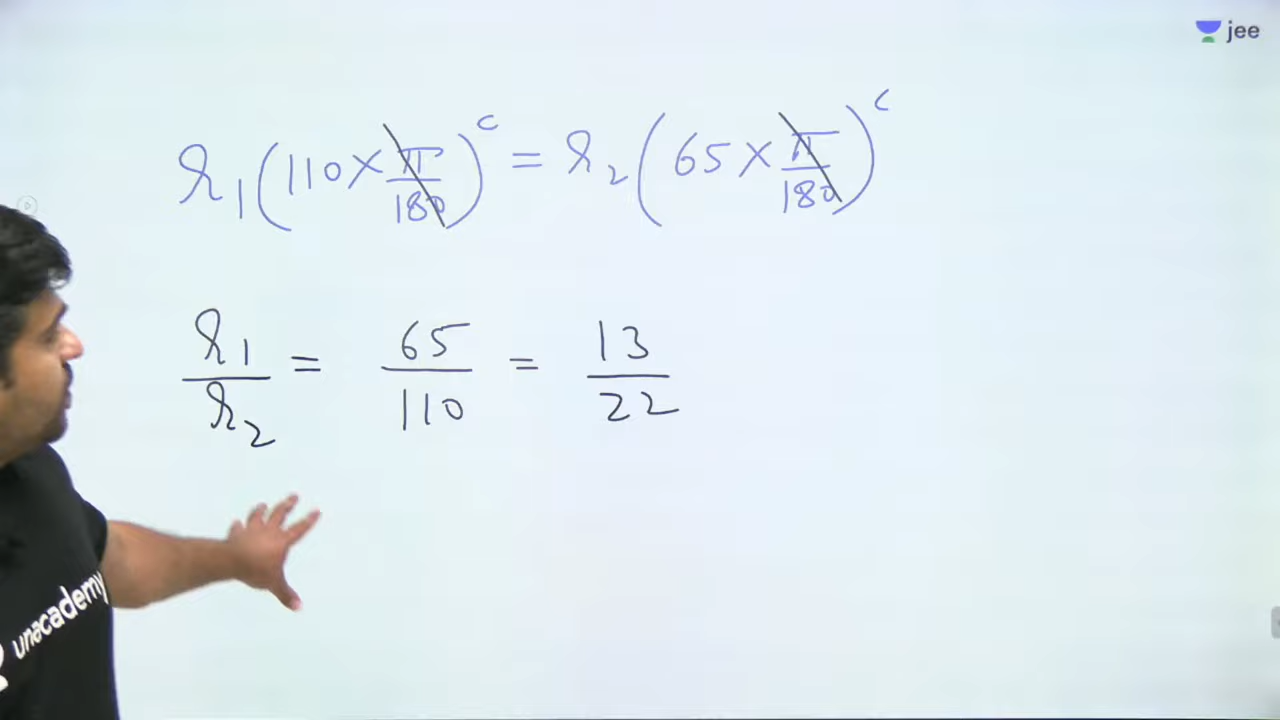 jee
r₁(110×π/180)ᶜ = r₂(65×π/180)ᶜ
r₁/r₂ = 65/110 = 13/22
unacademy